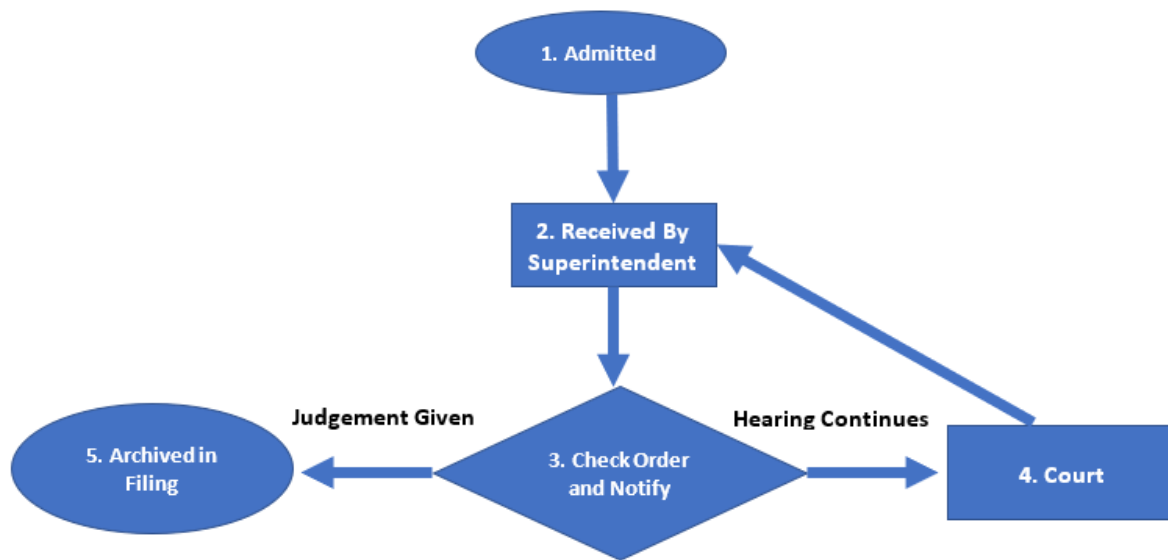 1. Admitted
2. Received By
Superintendent
Judgement Given
Hearing Continues
5. Archived in
Filing
3. Check Order
and Notify
4. Court